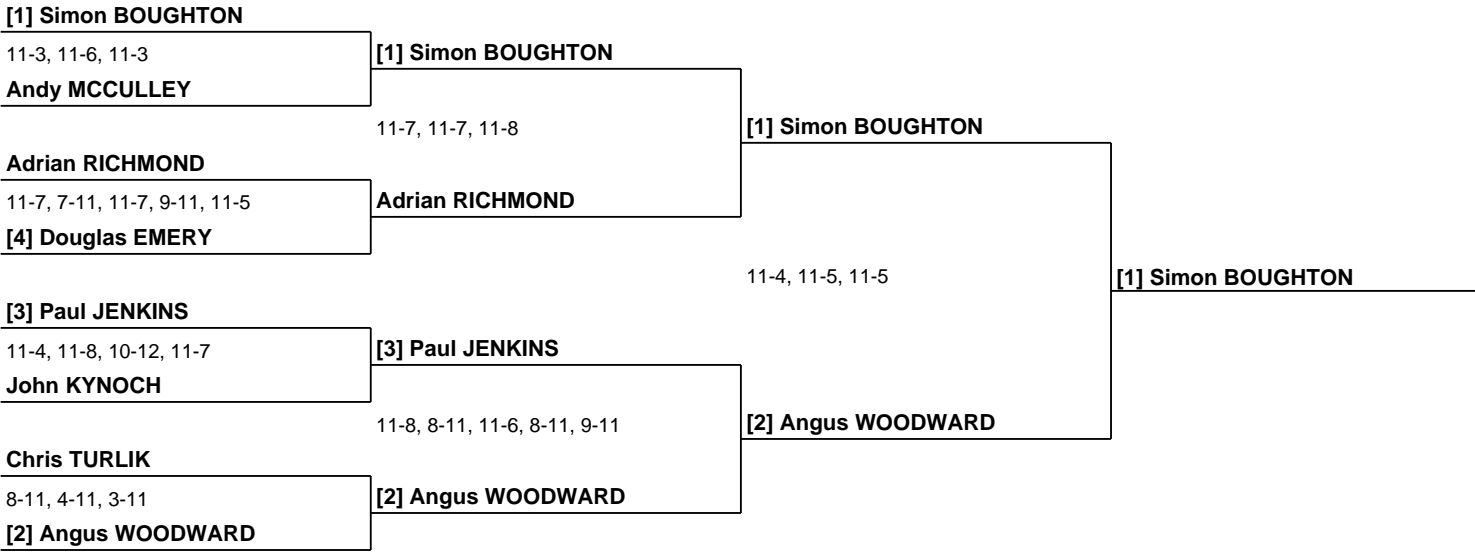 [1] Simon BOUGHTON
11-3, 11-6, 11-3
Andy MCCULLEY
Adrian RICHMOND
11-7, 7-11, 11-7, 9-11, 11-5
[4] Douglas EMERY
[3] Paul JENKINS
11-4, 11-8, 10-12, 11-7
John KYNOCH
Chris TURLIK
8-11, 4-11, 3-11
[2] Angus WOODWARD
[1] Simon BOUGHTON
11-7, 11-7, 11-8
Adrian RICHMOND
[3] Paul JENKINS
11-8, 8-11, 11-6, 8-11, 9-11
[2] Angus WOODWARD
[1] Simon BOUGHTON
11-4, 11-5, 11-5
[2] Angus WOODWARD
[1] Simon BOUGHTON